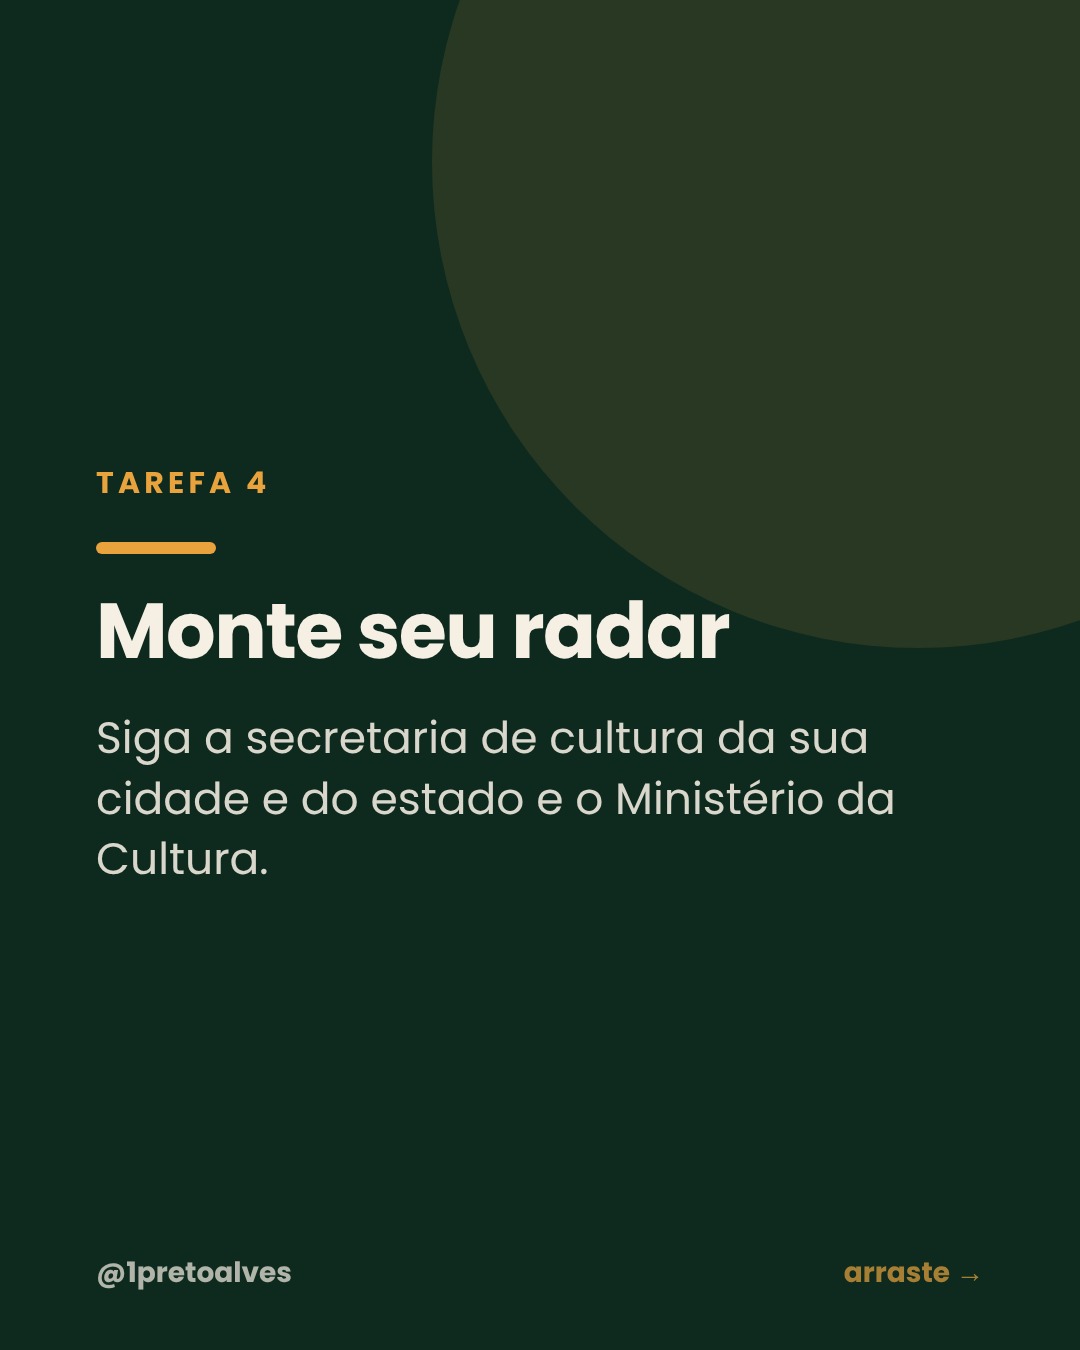 TAREFA 4
Monte seu radar
Siga a secretaria de cultura da sua
cidade e do estado e o Ministério da
Cultura.
@1pretoalves
arraste →